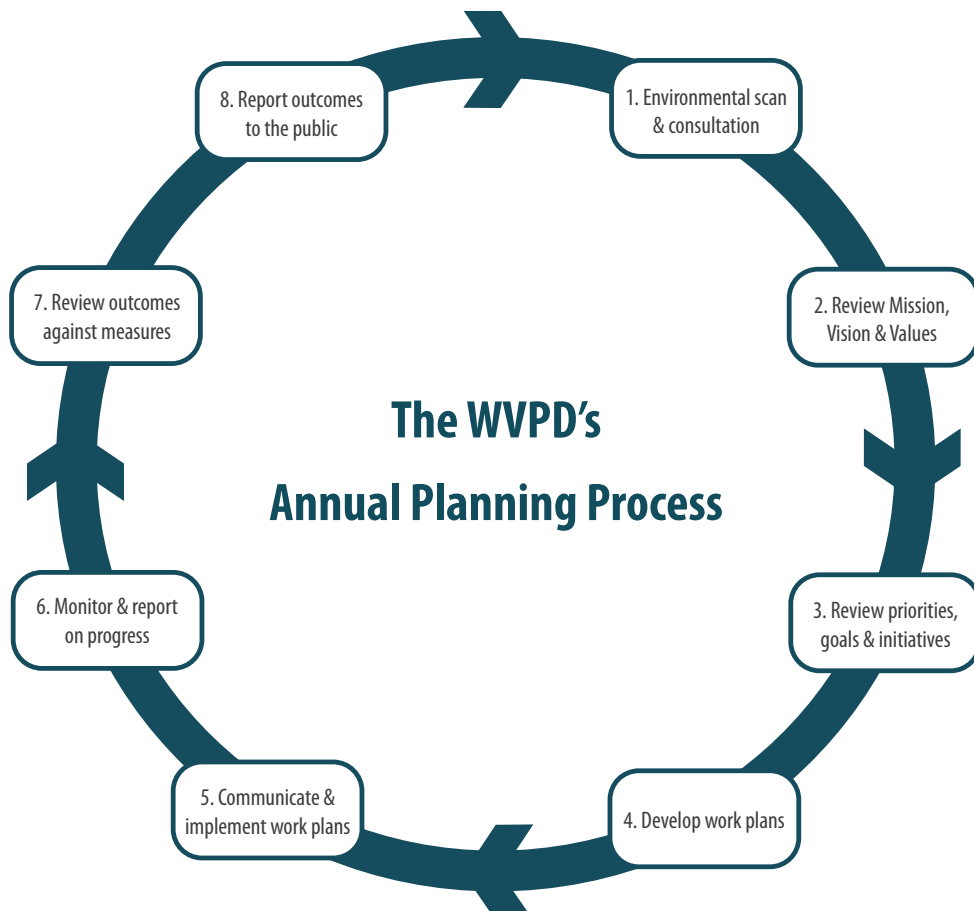 1. Environmental scan
& consultation
2. Review Mission,
Vision & Values
3. Review priorities,
goals & initiatives
4. Develop work plans
5. Communicate &
implement work plans
6. Monitor & report
on progress
7. Review outcomes
against measures
8. Report outcomes
to the public
The WVPD’s
Annual Planning Process